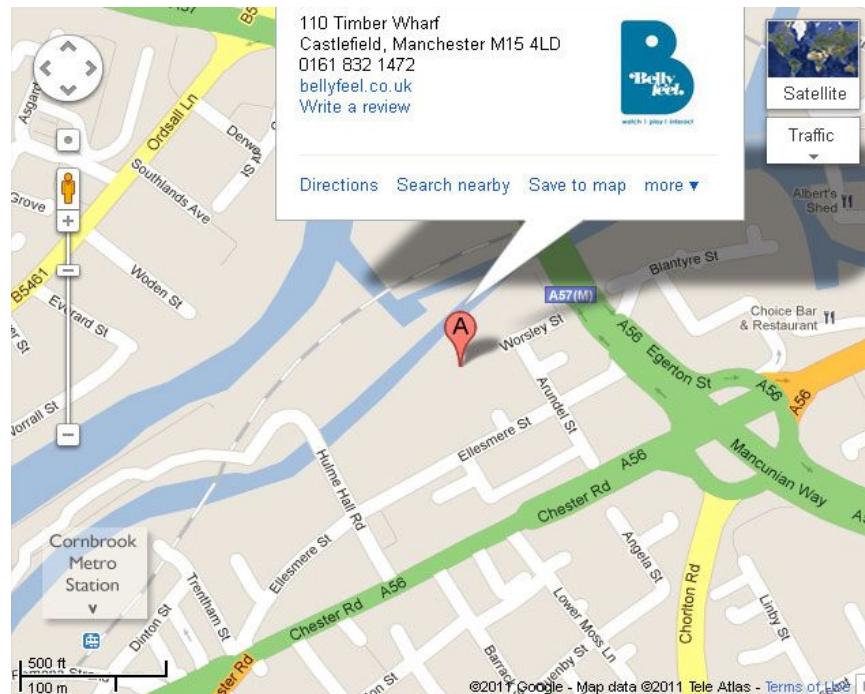 110 Timber Wharf
Castlefield, Manchester M15 4LD
0161 832 1472
bellyfeel.co.uk
Write a review
Belly
feel.
watch | play | interact
Directions Search nearby Save to map more
Satellite
Traffic
Albert's
Shed
Ordsall Ln
Southlands Ave
Grove
Woden St
B5461
Everard St
Blantyre St
A57(M)
Choice Bar
& Restaurant
A
Worsley St
A56
Egerton St
A56
A56
Arundel St
Ellesmere St
Hulme Hall Rd
A56
Mancunian Way
Chester Rd
Cornbrook
Metro
Station
Ellesmere St
Angela St
Chorlton Rd
Trentham St
A56
Chester Rd
Dinton St
Lower Moss Ln
Linby St
500 ft
100 m
©2011 Google - Map data ©2011 Tele Atlas - Terms of Use